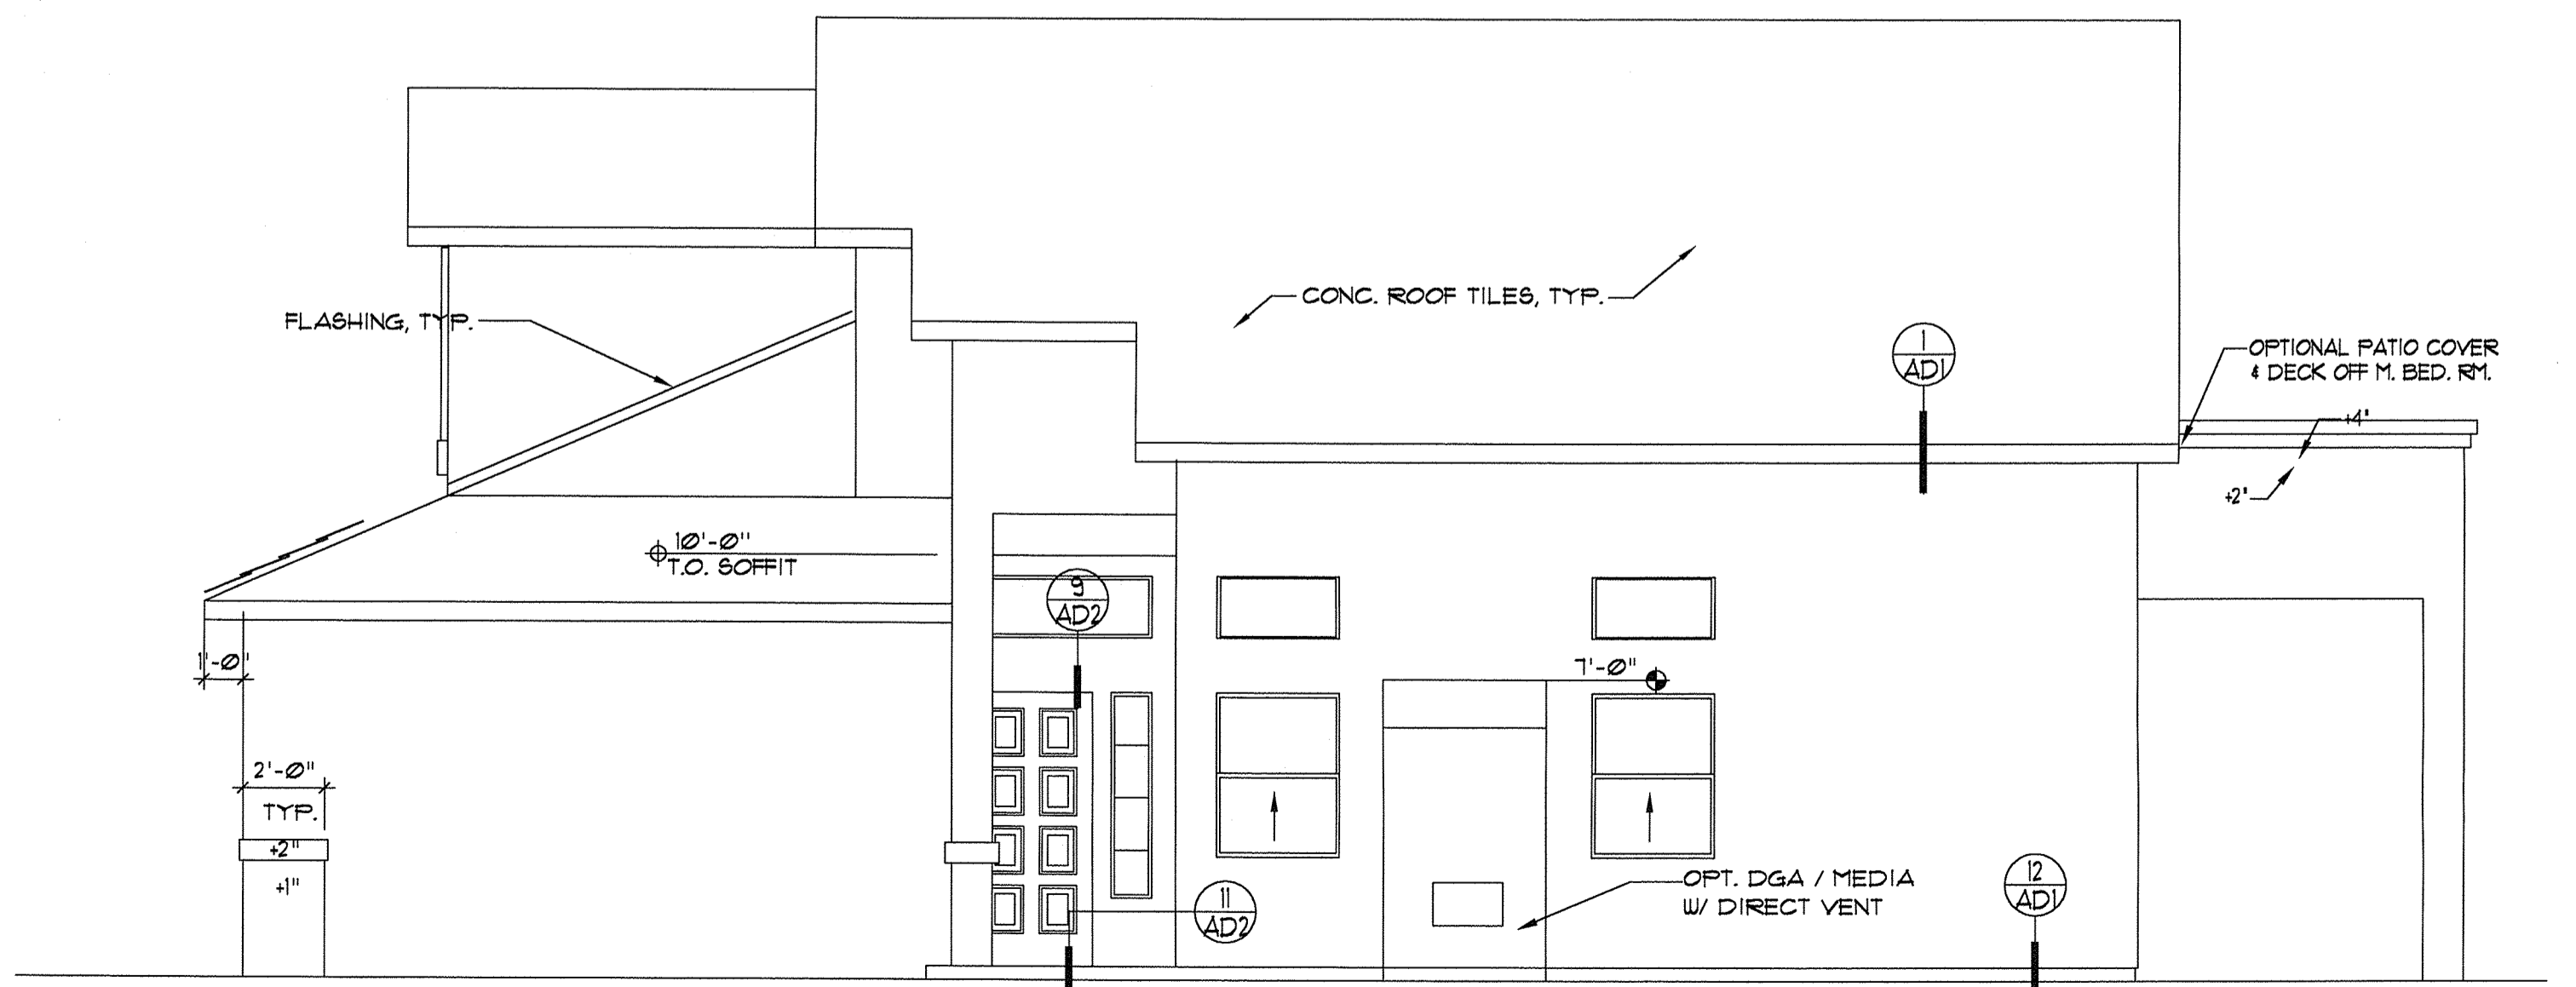 CONC. ROOF TILES, TYP.
FLASHING, TYP.
1
AD1
OPTIONAL PATIO COVER
& DECK OFF M. BED. RM.
+4"
+2"
10'-0"
T.O. SOFFIT
9
AD2
1'-0"
7'-0"
2'-0"
TYP.
+2"
+1"
OPT. DGA / MEDIA
W/ DIRECT VENT
11
AD2
12
AD1